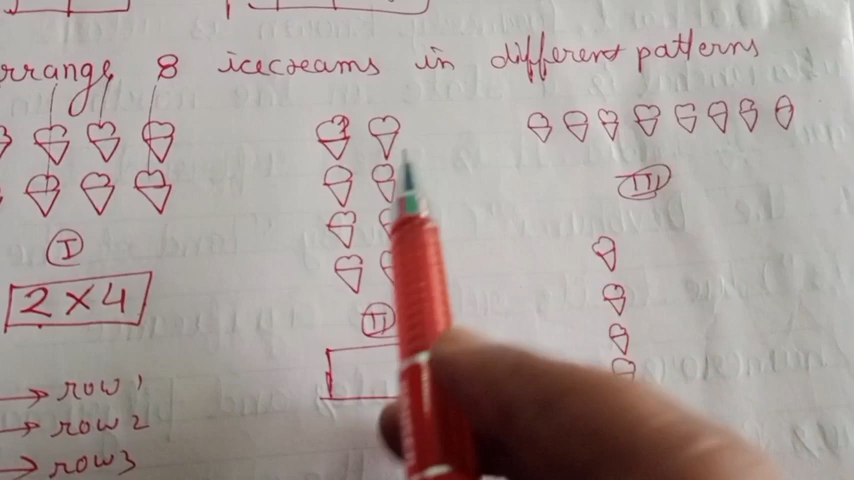 rrange 8 icecreams in different patterns
I
II
III
2 x 4
→ row 1
→ row 2
→ row 3